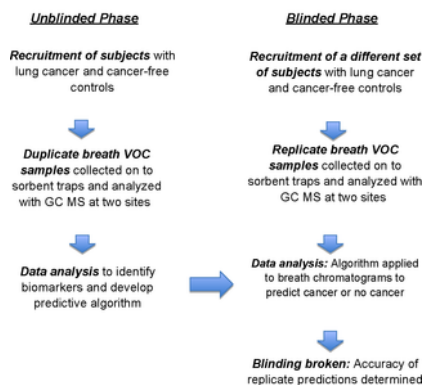 Unblinded Phase
Recruitment of subjects with
lung cancer and cancer-free
controls
Duplicate breath VOC
samples collected on to
sorbent traps and analyzed
with GC MS at two sites
Data analysis to identify
biomarkers and develop
predictive algorithm
Blinded Phase
Recruitment of a different set
of subjects with lung cancer
and cancer-free controls
Replicate breath VOC
samples collected on to
sorbent traps and analyzed with
GC MS at two sites
Data analysis: Algorithm applied
to breath chromatograms to
predict cancer or no cancer
Blinding broken: Accuracy of
replicate predictions determined